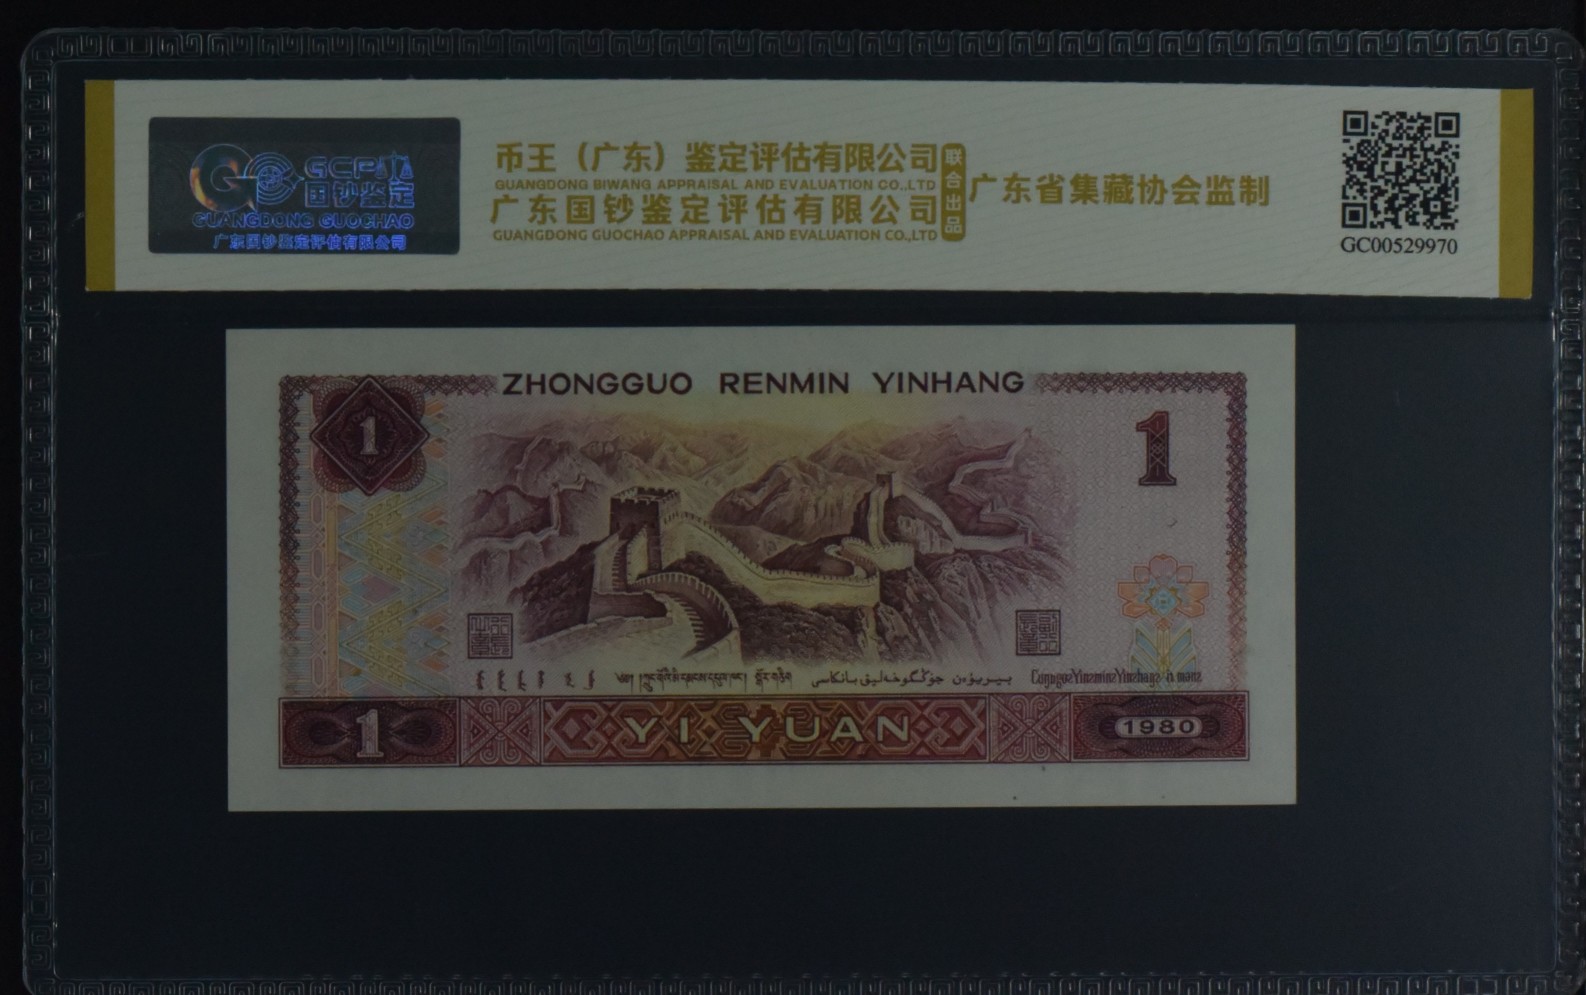 GCPJ
国钞鉴定
GUANGDONG GUOCHAO
广东国钞鉴定评估有限公司
币王（广东）鉴定评估有限公司
GUANGDONG BIWANG APPRAISAL AND EVALUATION CO.,LTD
广东国钞鉴定评估有限公司
GUANGDONG GUOCHAO APPRAISAL AND EVALUATION CO.,LTD
联合出品
广东省集藏协会监制
GC00529970
ZHONGGUO RENMIN YINHANG
1
1
1
YI YUAN
1980